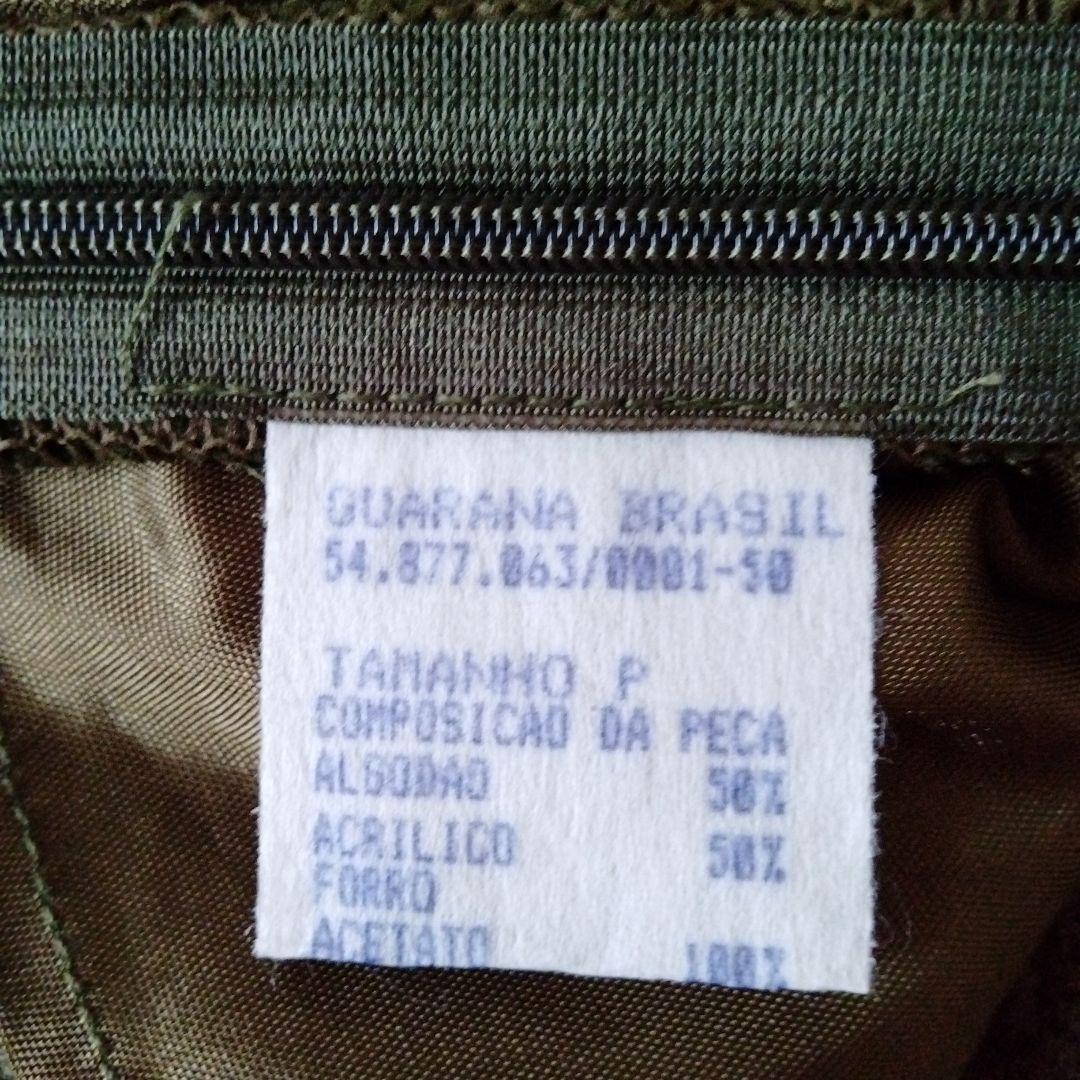 GUARANA BRASIL
54.877.063/0001-50
TAMANHO P
COMPOSICAO DA PECA
ALGODAO 50%
ACRILICO 50%
FORRO
ACETATO 100%